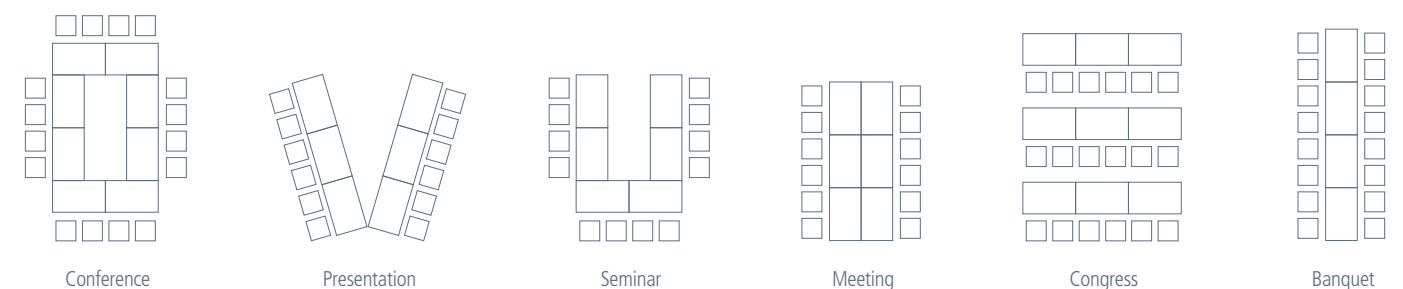 Conference
Presentation
Seminar
Meeting
Congress
Banquet